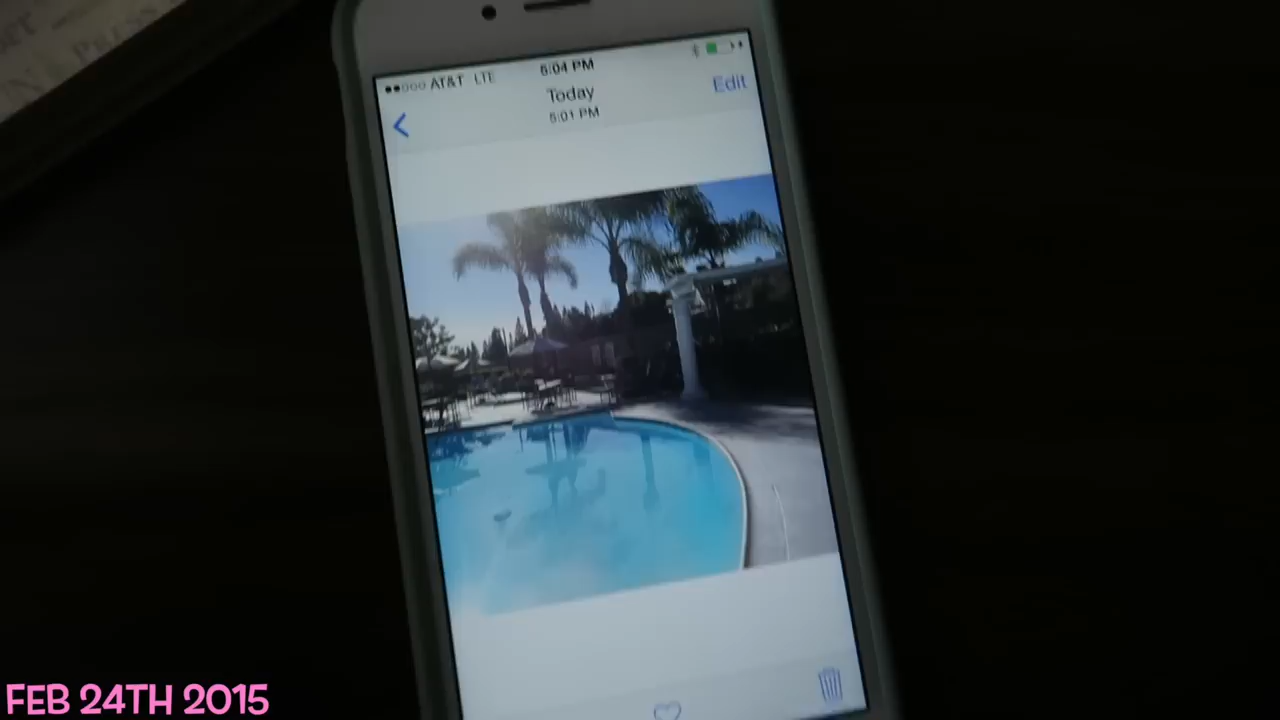 AT&T LTE
5:04 PM
Today
Edit
5:01 PM
FEB 24TH 2015